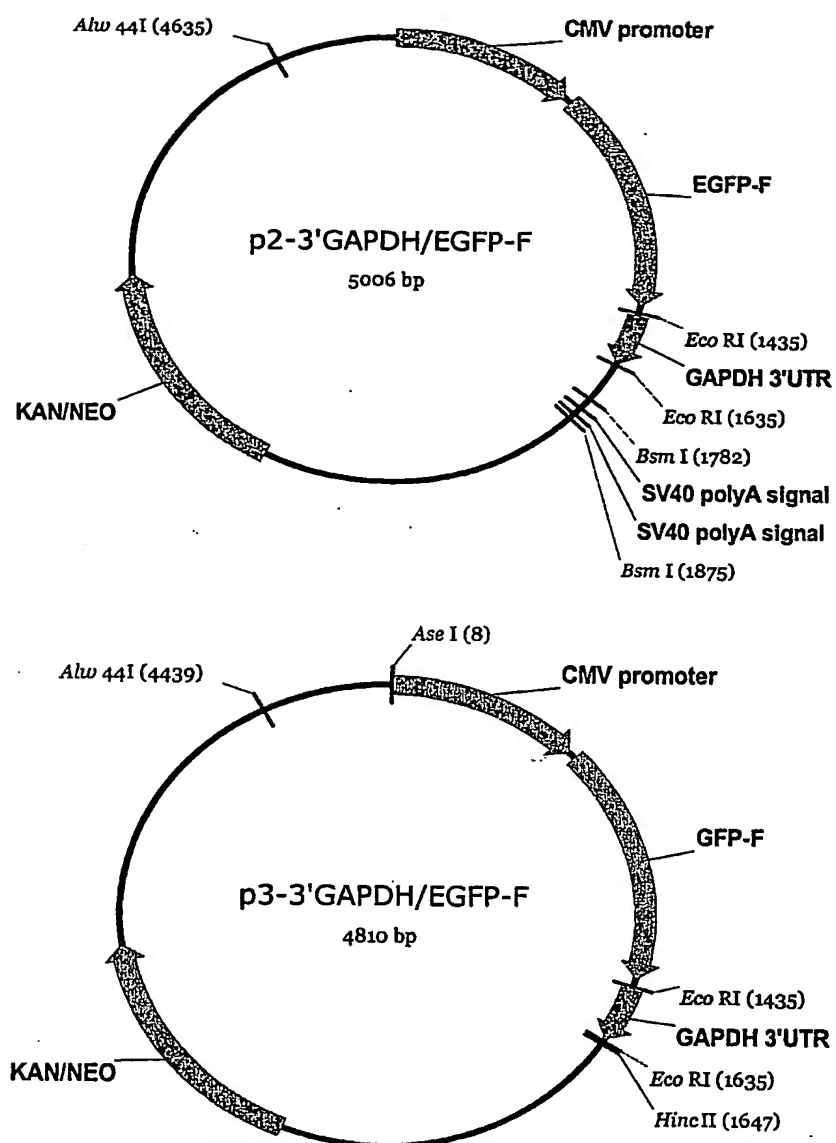 Alw 44I (4635)
CMV promoter
EGFP-F
p2-3'GAPDH/EGFP-F
5006 bp
Eco RI (1435)
GAPDH 3'UTR
Eco RI (1635)
KAN/NEO
Bsm I (1782)
SV40 polyA signal
SV40 polyA signal
Bsm I (1875)
Ase I (8)
Alw 44I (4439)
CMV promoter
GFP-F
p3-3'GAPDH/EGFP-F
4810 bp
Eco RI (1435)
GAPDH 3'UTR
KAN/NEO
Eco RI (1635)
Hinc II (1647)